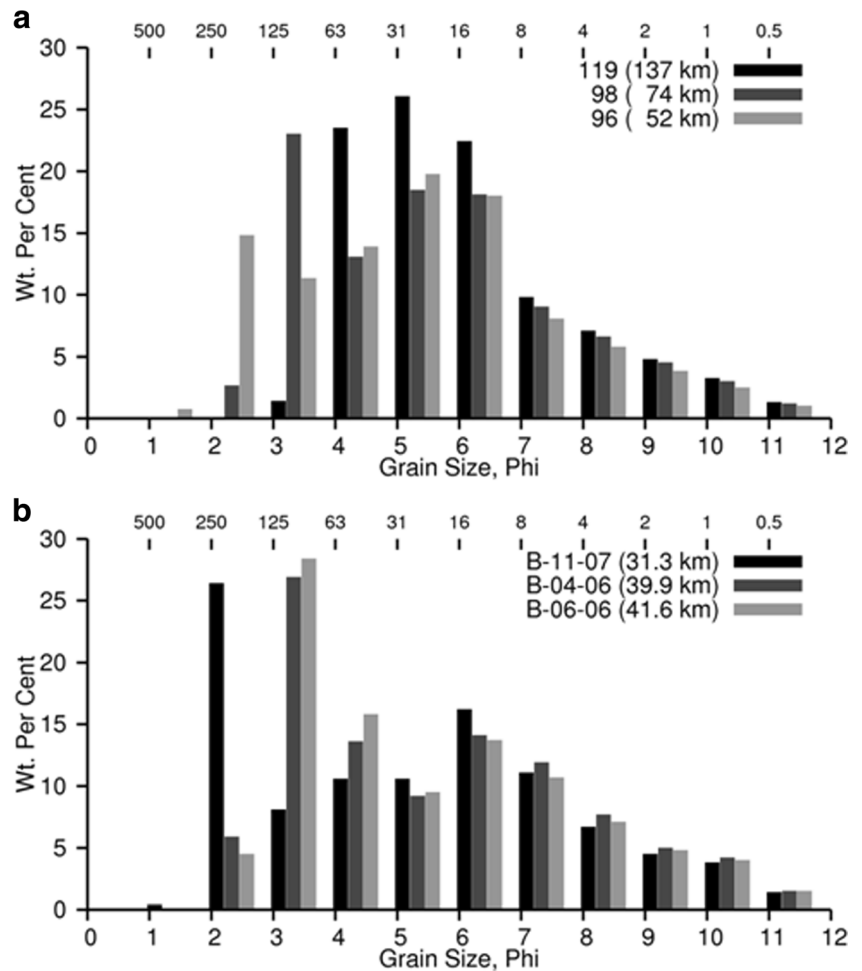 a
500 250 125 63 31 16 8 4 2 1 0.5
30
25
20
15
10
5
0
Wt. Per Cent
119 (137 km)
98 ( 74 km)
96 ( 52 km)
0 1 2 3 4 5 6 7 8 9 10 11 12
Grain Size, Phi
b
500 250 125 63 31 16 8 4 2 1 0.5
30
25
20
15
10
5
0
Wt. Per Cent
B-11-07 (31.3 km)
B-04-06 (39.9 km)
B-06-06 (41.6 km)
0 1 2 3 4 5 6 7 8 9 10 11 12
Grain Size, Phi